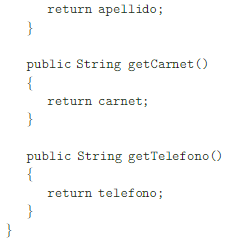 return apellido;
}
public String getCarnet()
{
return carnet;
}
public String getTelefono()
{
return telefono;
}
}